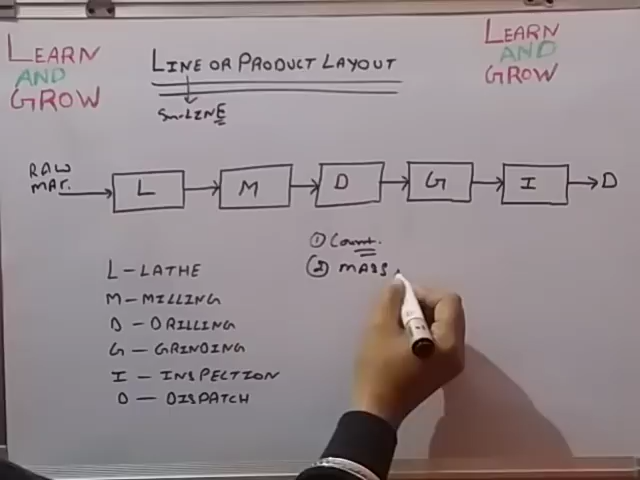 LEARN
AND
GROW
LINE OR PRODUCT LAYOUT
LEARN
AND
GROW
RAW
MAT.
L
M
D
G
I
D
① Count.
② MASS
L - LATHE
M - MILLING
D - DRILLING
G - GRINDING
I - INSPECTION
D - DISPATCH